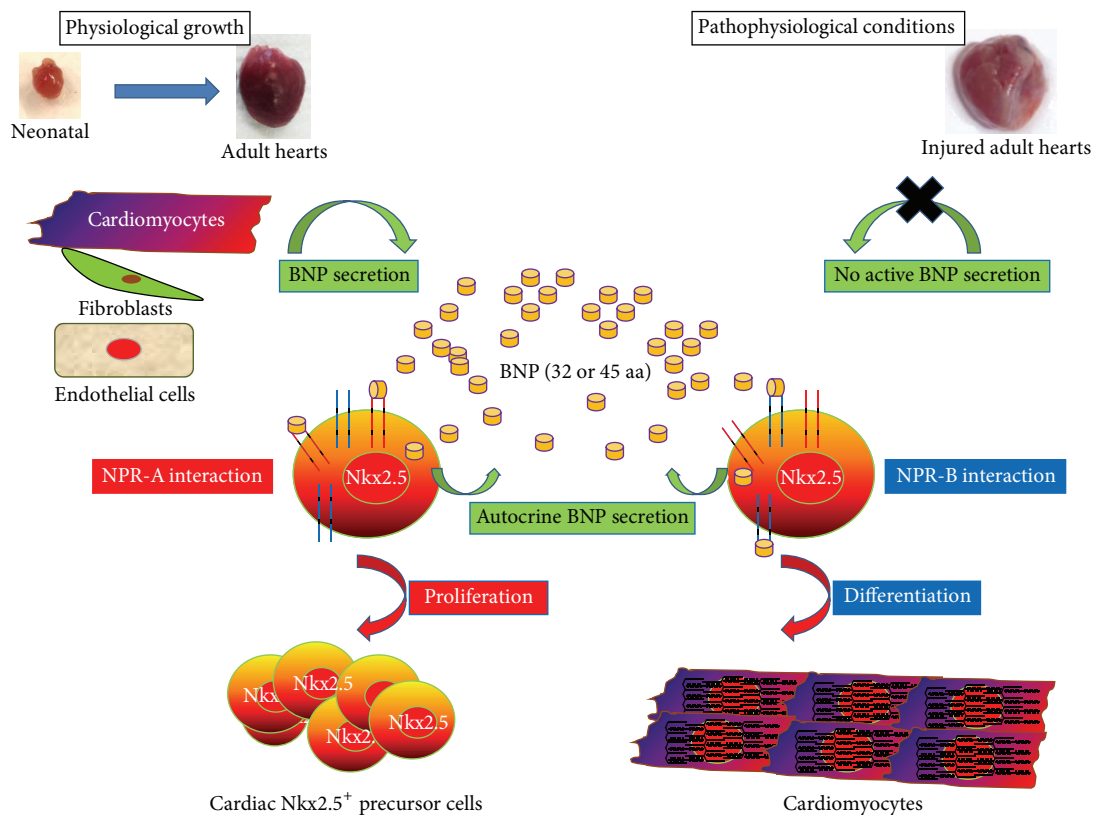 Physiological growth
Pathophysiological conditions
Neonatal
Adult hearts
Injured adult hearts
Cardiomyocytes
BNP secretion
No active BNP secretion
Fibroblasts
Endothelial cells
BNP (32 or 45 aa)
NPR-A interaction
Nkx2.5
Nkx2.5
NPR-B interaction
Autocrine BNP secretion
Proliferation
Differentiation
Nkx2.5
Nkx2.5
Nkx2.
Nkx
Cardiac Nkx2.5⁺ precursor cells
Cardiomyocytes